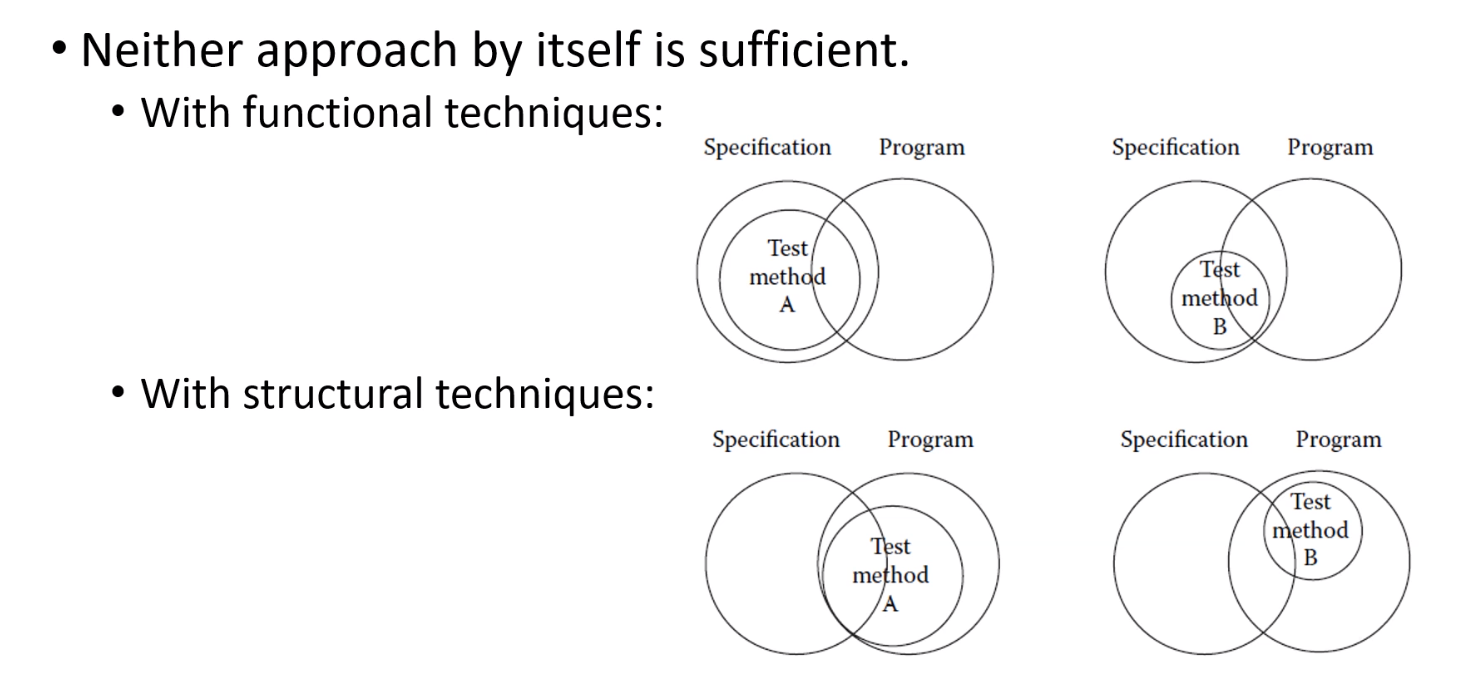 • Neither approach by itself is sufficient.
• With functional techniques:
Specification Program
Test
method
A
Specification Program
Test
method
B
• With structural techniques:
Specification Program
Test
method
A
Specification Program
Test
method
B